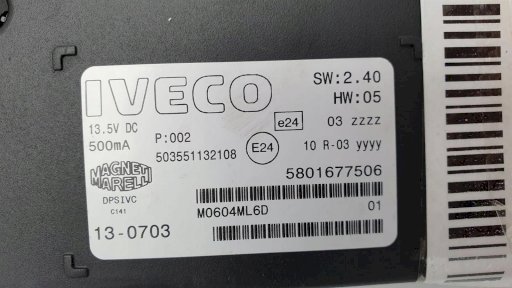 IVECO
SW:2.40
HW:05
13.5V DC
500mA
P:002
503551132108
e24
03 zzzz
E24
10 R-03 yyyy
5801677506
MAGNETI
MARELLI
DPSIVC
C141
M0604ML6D
01
13-0703